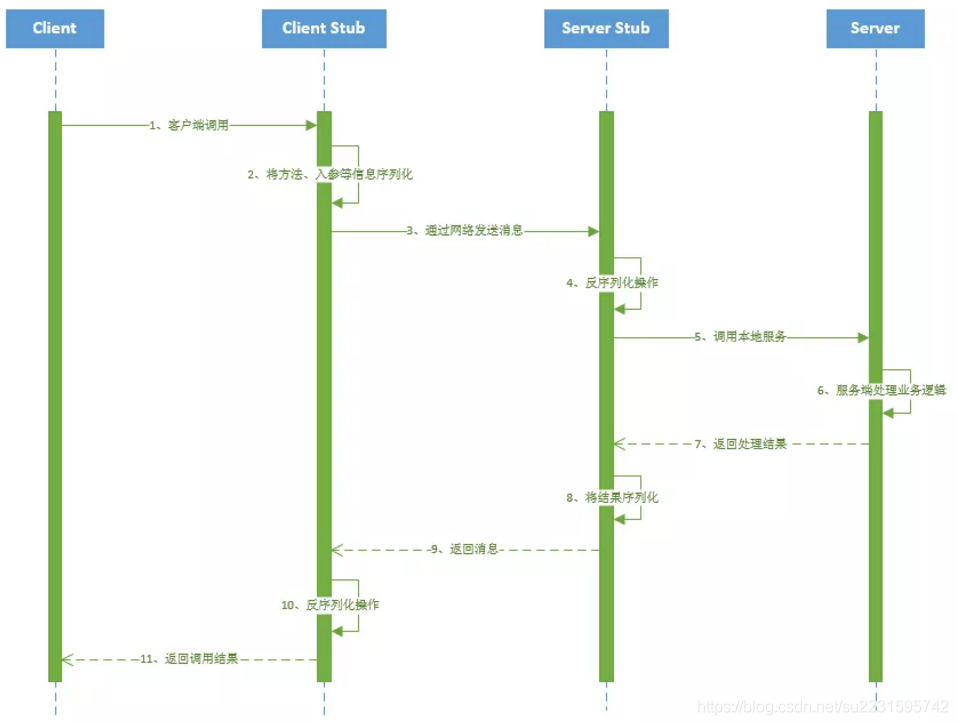 Client
Client Stub
Server Stub
Server
1、客户端调用
2、将方法、入参等信息序列化
3、通过网络发送消息
4、反序列化操作
5、调用本地服务
6、服务端处理业务逻辑
7、返回处理结果
8、将结果序列化
9、返回消息
10、反序列化操作
11、返回调用结果
https://blog.csdn.net/su2231595742